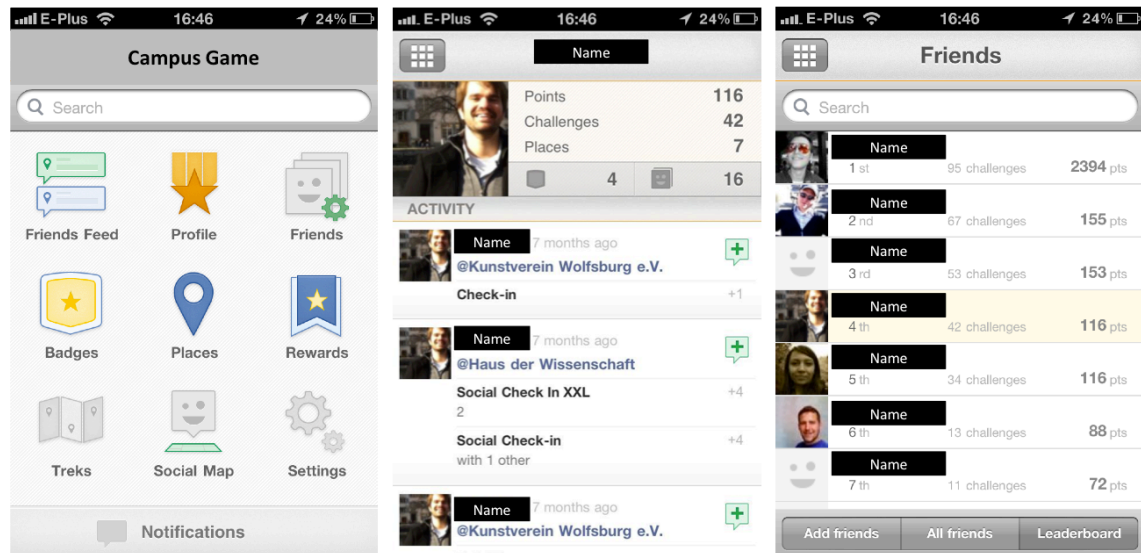 E-Plus 16:46 24%
Campus Game
Search
Friends Feed Profile Friends
Badges Places Rewards
Treks Social Map Settings
Notifications
E-Plus 16:46 24%
Name
Points 116
Challenges 42
Places 7
4 16
ACTIVITY
Name 7 months ago
@Kunstverein Wolfsburg e.V.
Check-in +1
Name 7 months ago
@Haus der Wissenschaft
Social Check In XXL +4
2
Social Check-in +4
with 1 other
Name 7 months ago
@Kunstverein Wolfsburg e.V.
E-Plus 16:46 24%
Friends
Search
Name
1 st 95 challenges 2394 pts
Name
2 nd 67 challenges 155 pts
Name
3 rd 53 challenges 153 pts
Name
4 th 42 challenges 116 pts
Name
5 th 34 challenges 116 pts
Name
6 th 13 challenges 88 pts
Name
7 th 11 challenges 72 pts
Add friends All friends Leaderboard